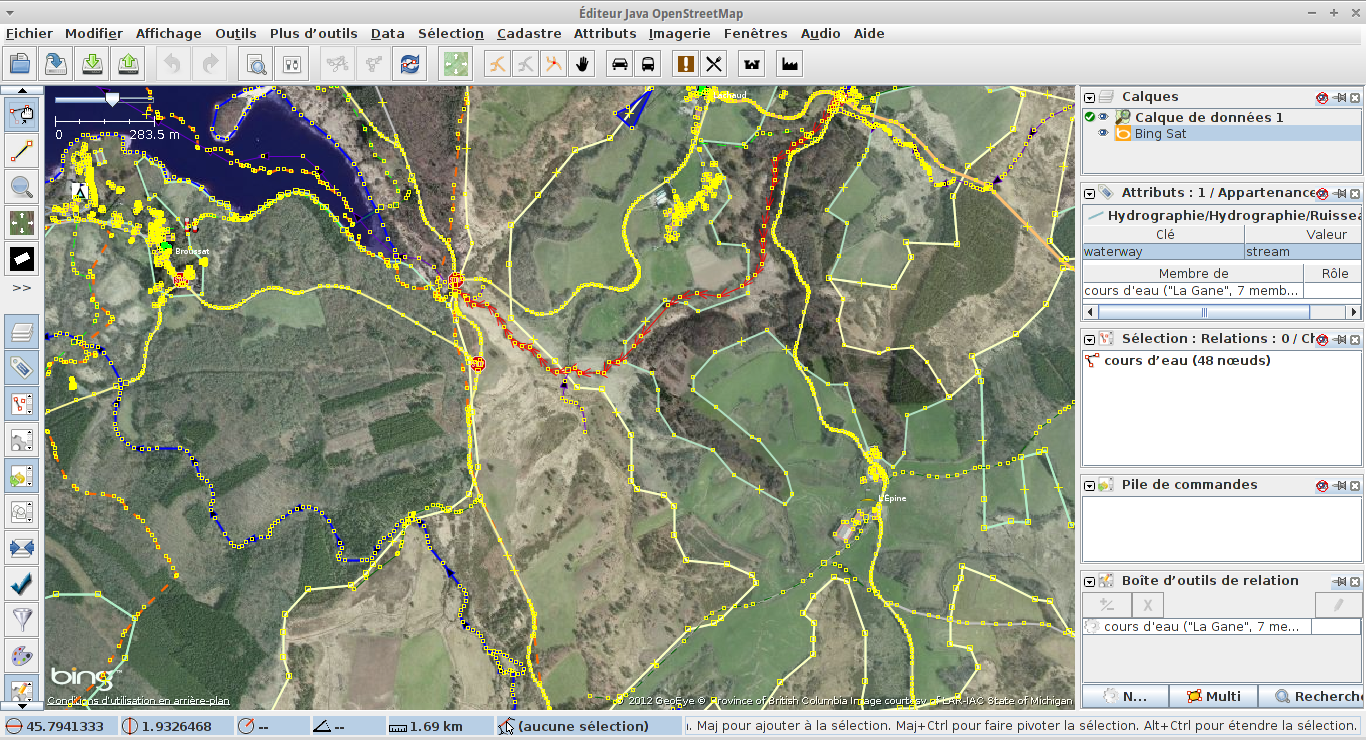 Éditeur Java OpenStreetMap
Fichier Modifier Affichage Outils Plus d’outils Data Sélection Cadastre Attributs Imagerie Fenêtres Audio Aide
0 283.5 m
Broussat
L'Épine
>>
bing
Conditions d'utilisation en arrière-plan
© 2012 GeoEye © Province of British Columbia Image courtesy of LAR-IAC State of Michigan
Calques
Calque de données 1
Bing Sat
Attributs : 1 / Appartenance
Hydrographie/Hydrographie/Ruisse
Clé Valeur
waterway stream
Membre de Rôle
cours d'eau ("La Gane", 7 memb...
Sélection : Relations : 0 / Ch
cours d’eau (48 nœuds)
Pile de commandes
Boîte d’outils de relation
cours d'eau ("La Gane", 7 me...
N... Multi Recherche
45.7941333 1.9326468 -- -- 1.69 km (aucune sélection) ı. Maj pour ajouter à la sélection. Maj+Ctrl pour faire pivoter la sélection. Alt+Ctrl pour étendre la sélection.